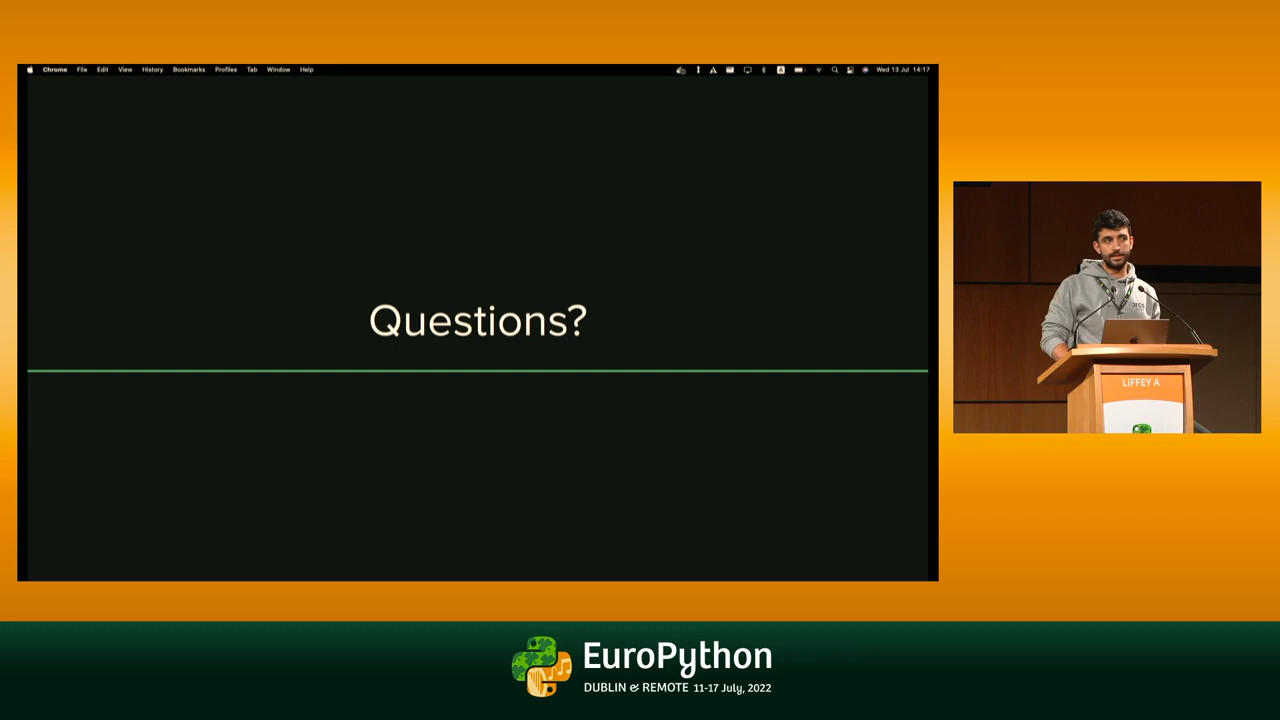 Chrome File Edit View History Bookmarks Profiles Tab Window Help
A
Wed 13 Jul 14:17
Questions?
LIFFEY A
EuroPython
DUBLIN & REMOTE 11-17 July, 2022